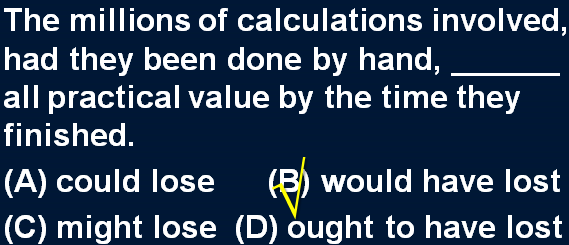 The millions of calculations involved,
had they been done by hand, ______
all practical value by the time they
finished.
(A) could lose (B) would have lost
(C) might lose (D) ought to have lost